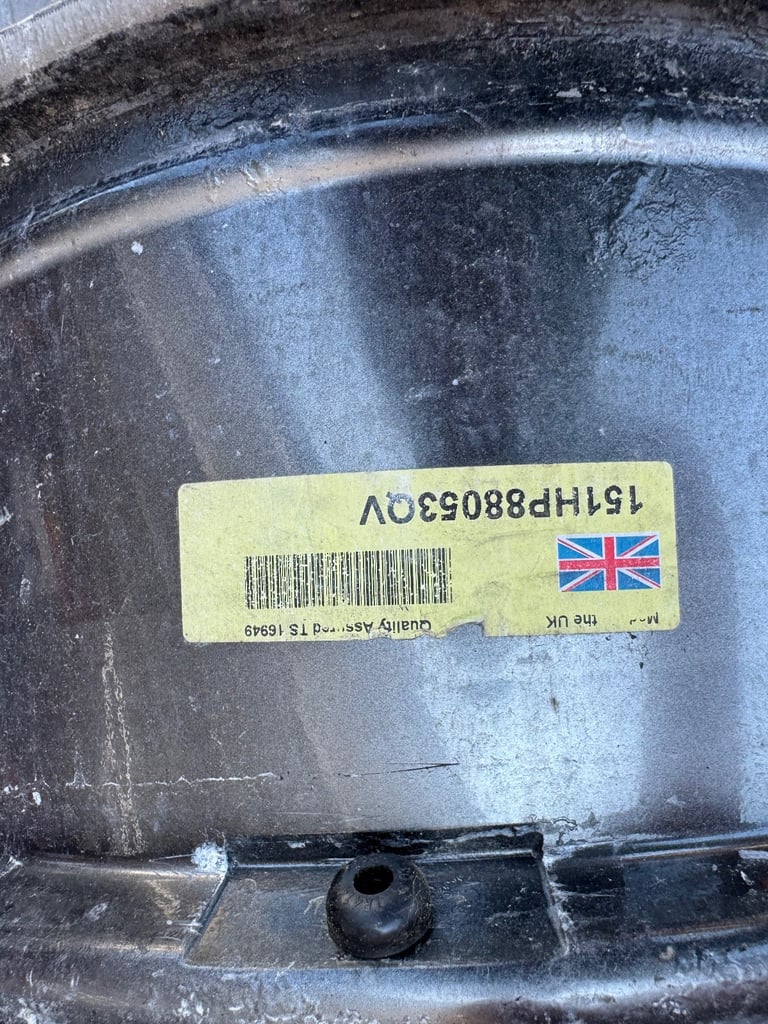 the UK Quality Assured TS 16949
151HP88053QV